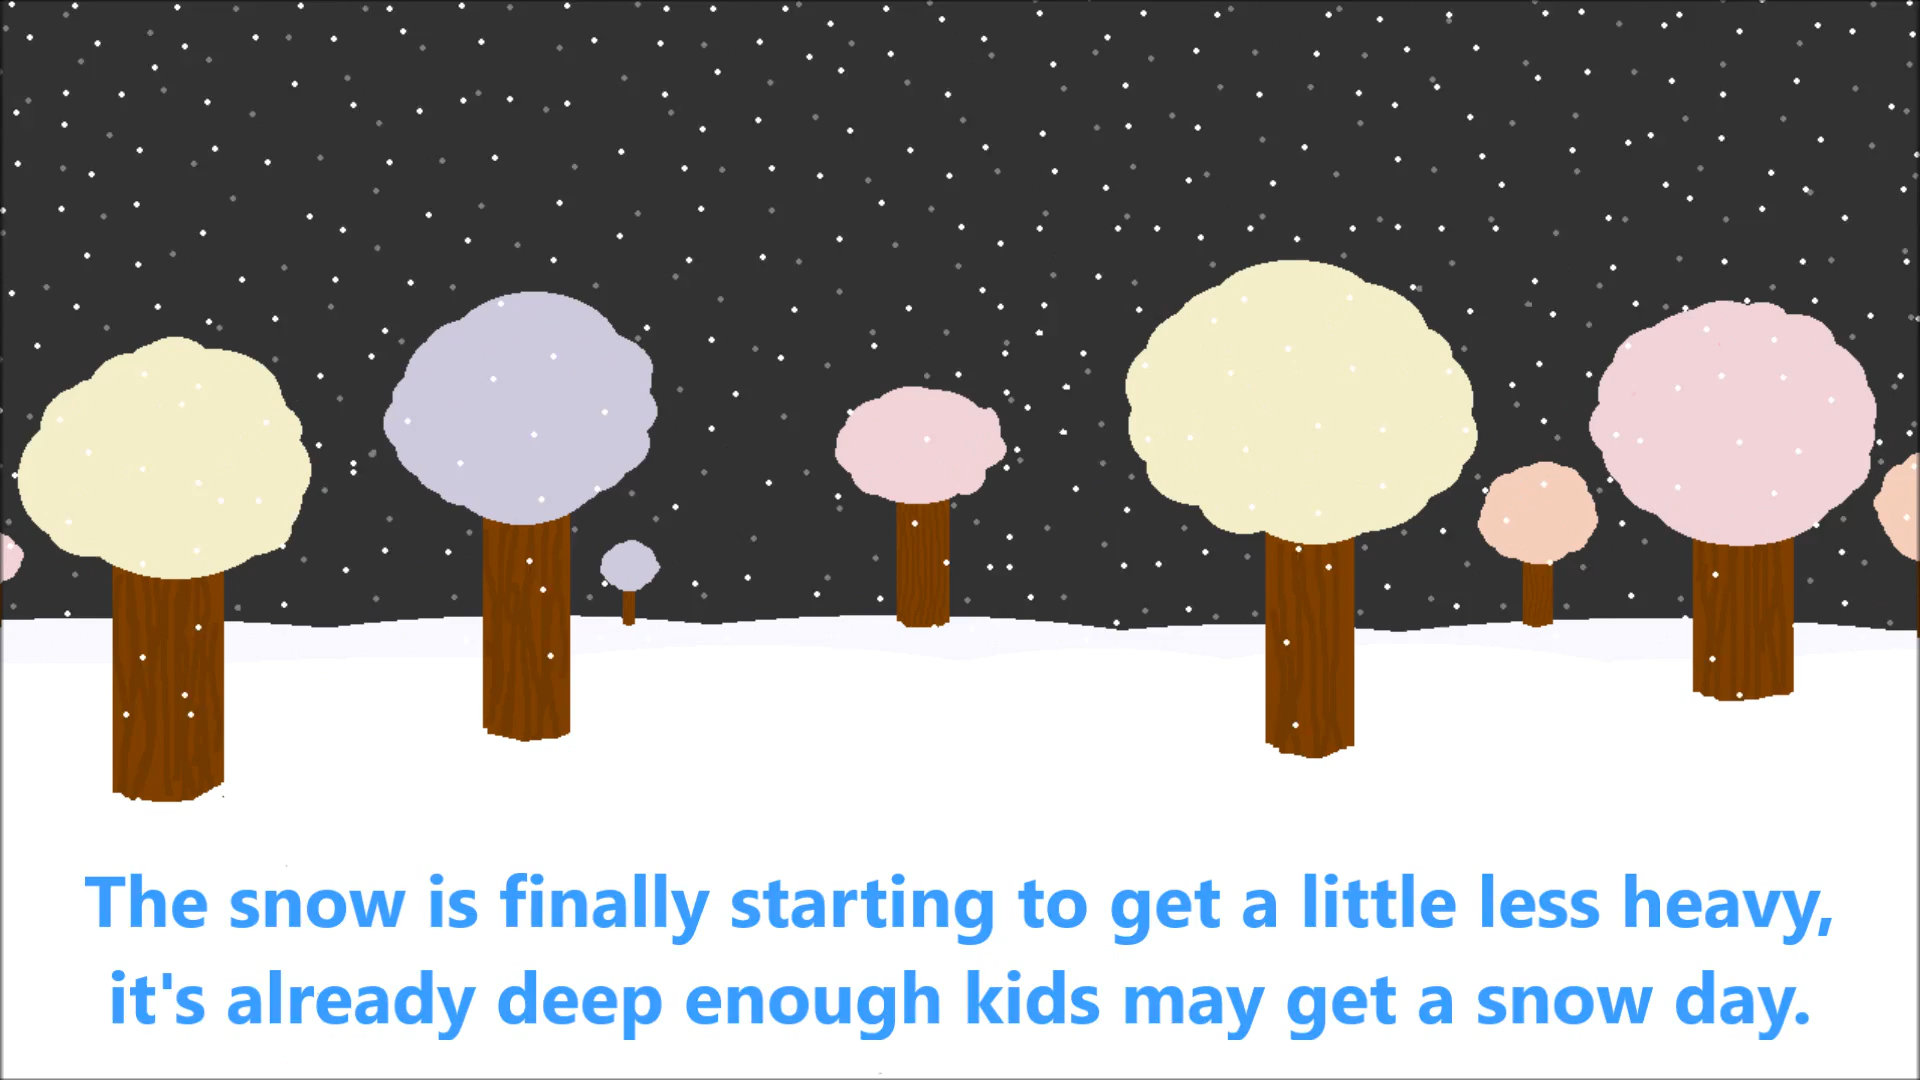 The snow is finally starting to get a little less heavy,
it's already deep enough kids may get a snow day.